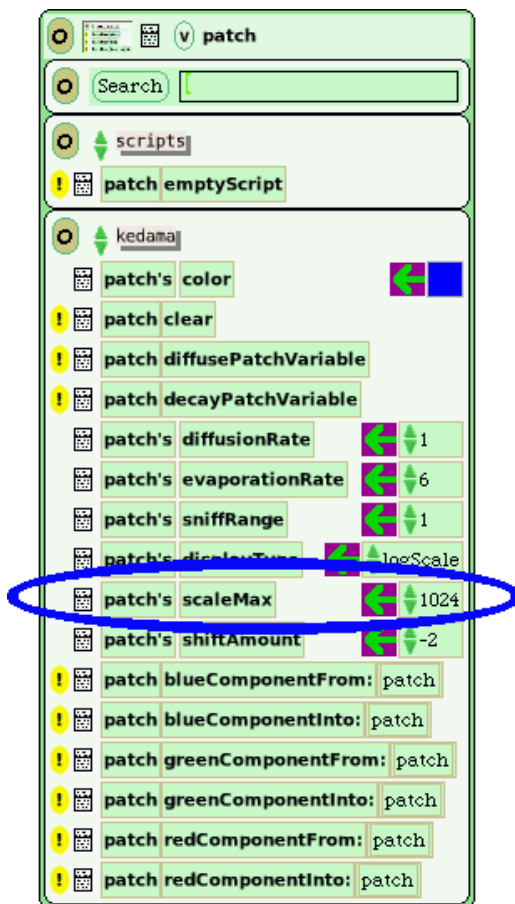 v patch
Search
scripts
! patch emptyScript
kedama
patch's color
! patch clear
! patch diffusePatchVariable
! patch decayPatchVariable
patch's diffusionRate 1
patch's evaporationRate 6
patch's sniffRange 1
patch's displayType logScale
patch's scaleMax 1024
patch's shiftAmount -2
! patch blueComponentFrom: patch
! patch blueComponentInto: patch
! patch greenComponentFrom: patch
! patch greenComponentInto: patch
! patch redComponentFrom: patch
! patch redComponentInto: patch